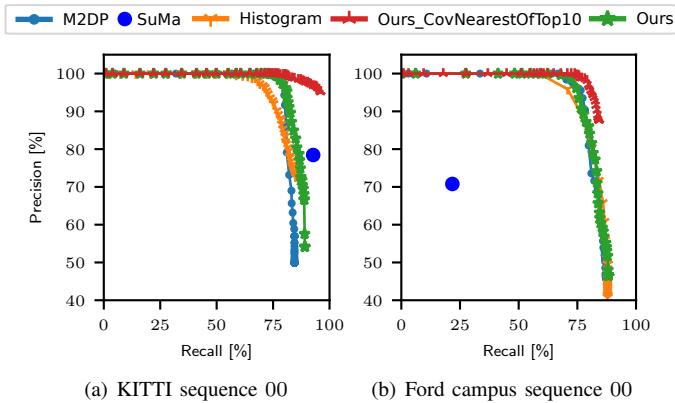 M2DP SuMa Histogram Ours_CovNearestOfTop10 Ours
100
90
80
70
60
50
40
Precision [%]
0 25 50 75 100
Recall [%]
100
90
80
70
60
50
40
0 25 50 75 100
Recall [%]
(a) KITTI sequence 00
(b) Ford campus sequence 00